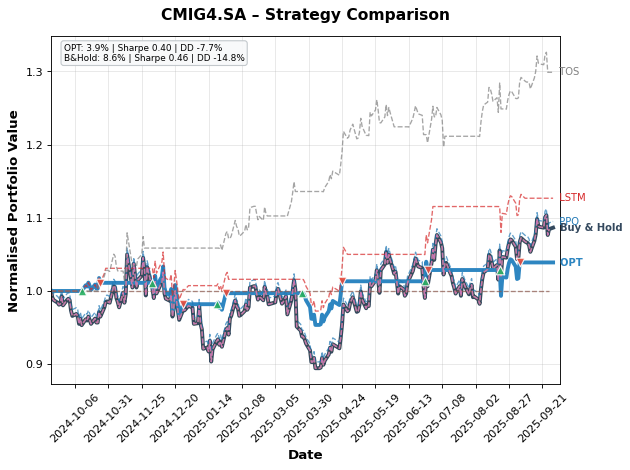 CMIG4.SA – Strategy Comparison
OPT: 3.9% | Sharpe 0.40 | DD -7.7%
B&Hold: 8.6% | Sharpe 0.46 | DD -14.8%
Normalised Portfolio Value
1.3
1.2
1.1
1.0
0.9
TOS
LSTM
PPO
Buy & Hold
OPT
2024-10-06
2024-10-31
2024-11-25
2024-12-20
2025-01-14
2025-02-08
2025-03-05
2025-03-30
2025-04-24
2025-05-19
2025-06-13
2025-07-08
2025-08-02
2025-08-27
2025-09-21
Date